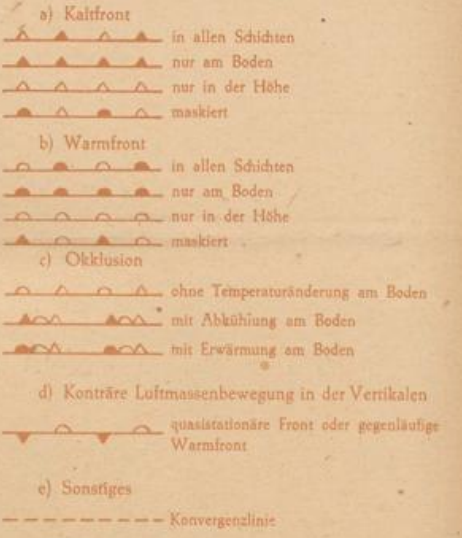 a) Kaltfront
in allen Schichten
nur am Boden
nur in der Höhe
maskiert
b) Warmfront
in allen Schichten
nur am Boden
nur in der Höhe
maskiert
c) Okklusion
ohne Temperaturänderung am Boden
mit Abkühlung am Boden
mit Erwärmung am Boden
d) Konträre Luftmassenbewegung in der Vertikalen
quasistationäre Front oder gegenläufige
Warmfront
e) Sonstiges
Konvergenzlinie